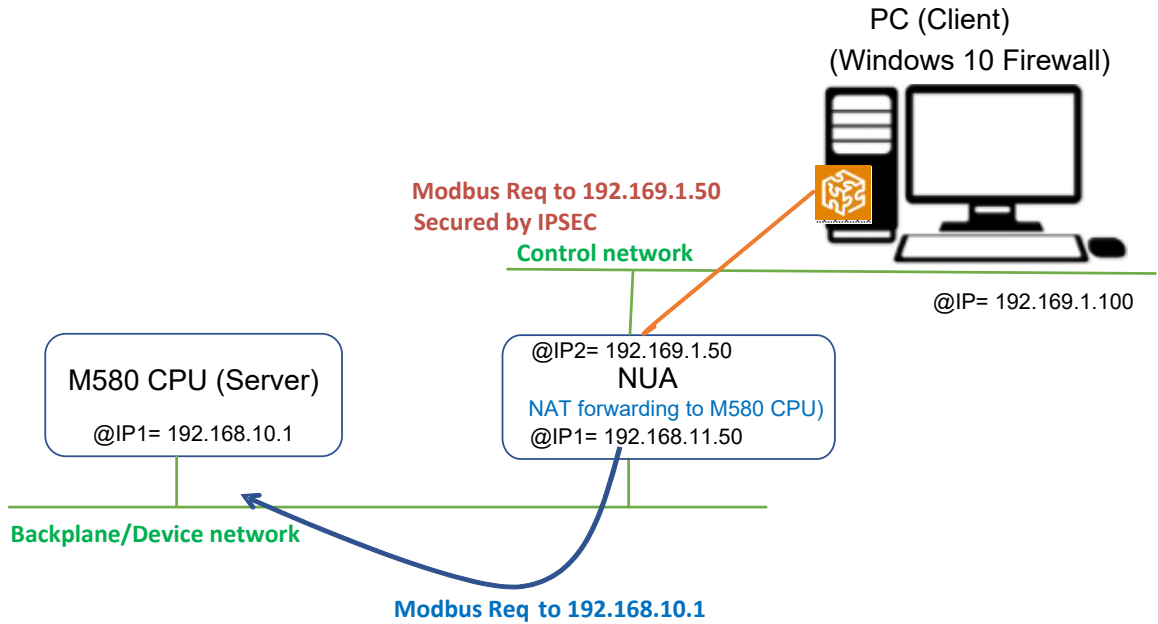 PC (Client)
(Windows 10 Firewall)
Modbus Req to 192.169.1.50
Secured by IPSEC
Control network
@IP= 192.169.1.100
@IP2= 192.169.1.50
NUA
NAT forwarding to M580 CPU)
@IP1= 192.168.11.50
M580 CPU (Server)
@IP1= 192.168.10.1
Backplane/Device network
Modbus Req to 192.168.10.1